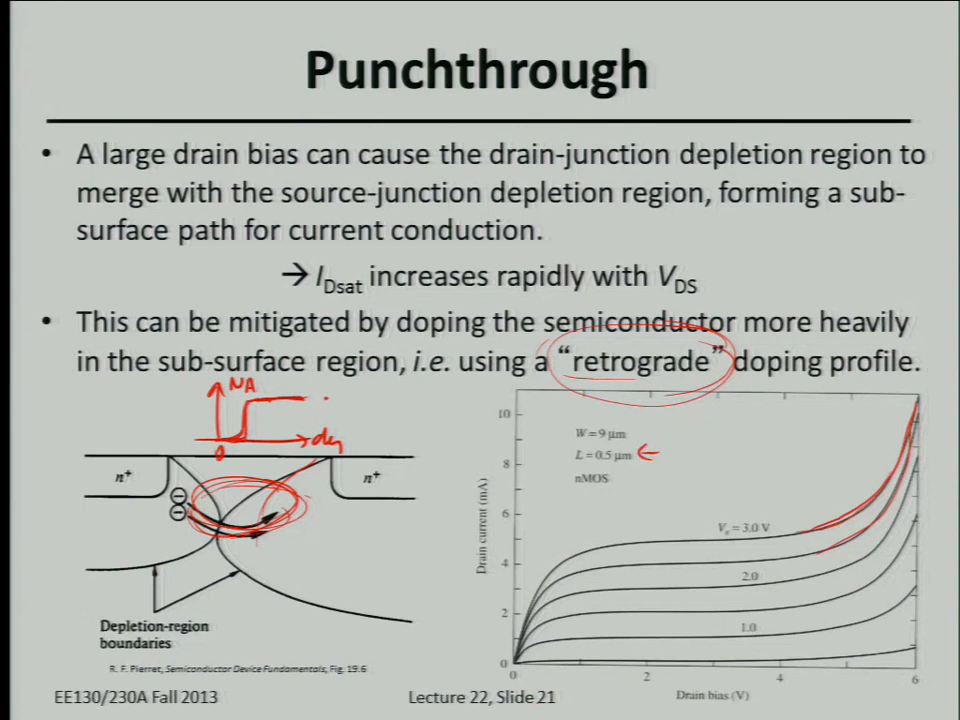 Punchthrough
• A large drain bias can cause the drain-junction depletion region to
merge with the source-junction depletion region, forming a sub-
surface path for current conduction.
→ IDsat increases rapidly with VDS
• This can be mitigated by doping the semiconductor more heavily
in the sub-surface region, i.e. using a “retrograde” doping profile.
NA
0
n+
n+
Depletion-region
boundaries
R. F. Pierret, Semiconductor Device Fundamentals, Fig. 19.6
Drain current (mA)
10
8
6
4
2
0
W = 9 μm
L = 0.5 μm ←
nMOS
= 3.0 V
2.0
1.0
0
2
4
6
Drain bias (V)
EE130/230A Fall 2013
Lecture 22, Slide 21